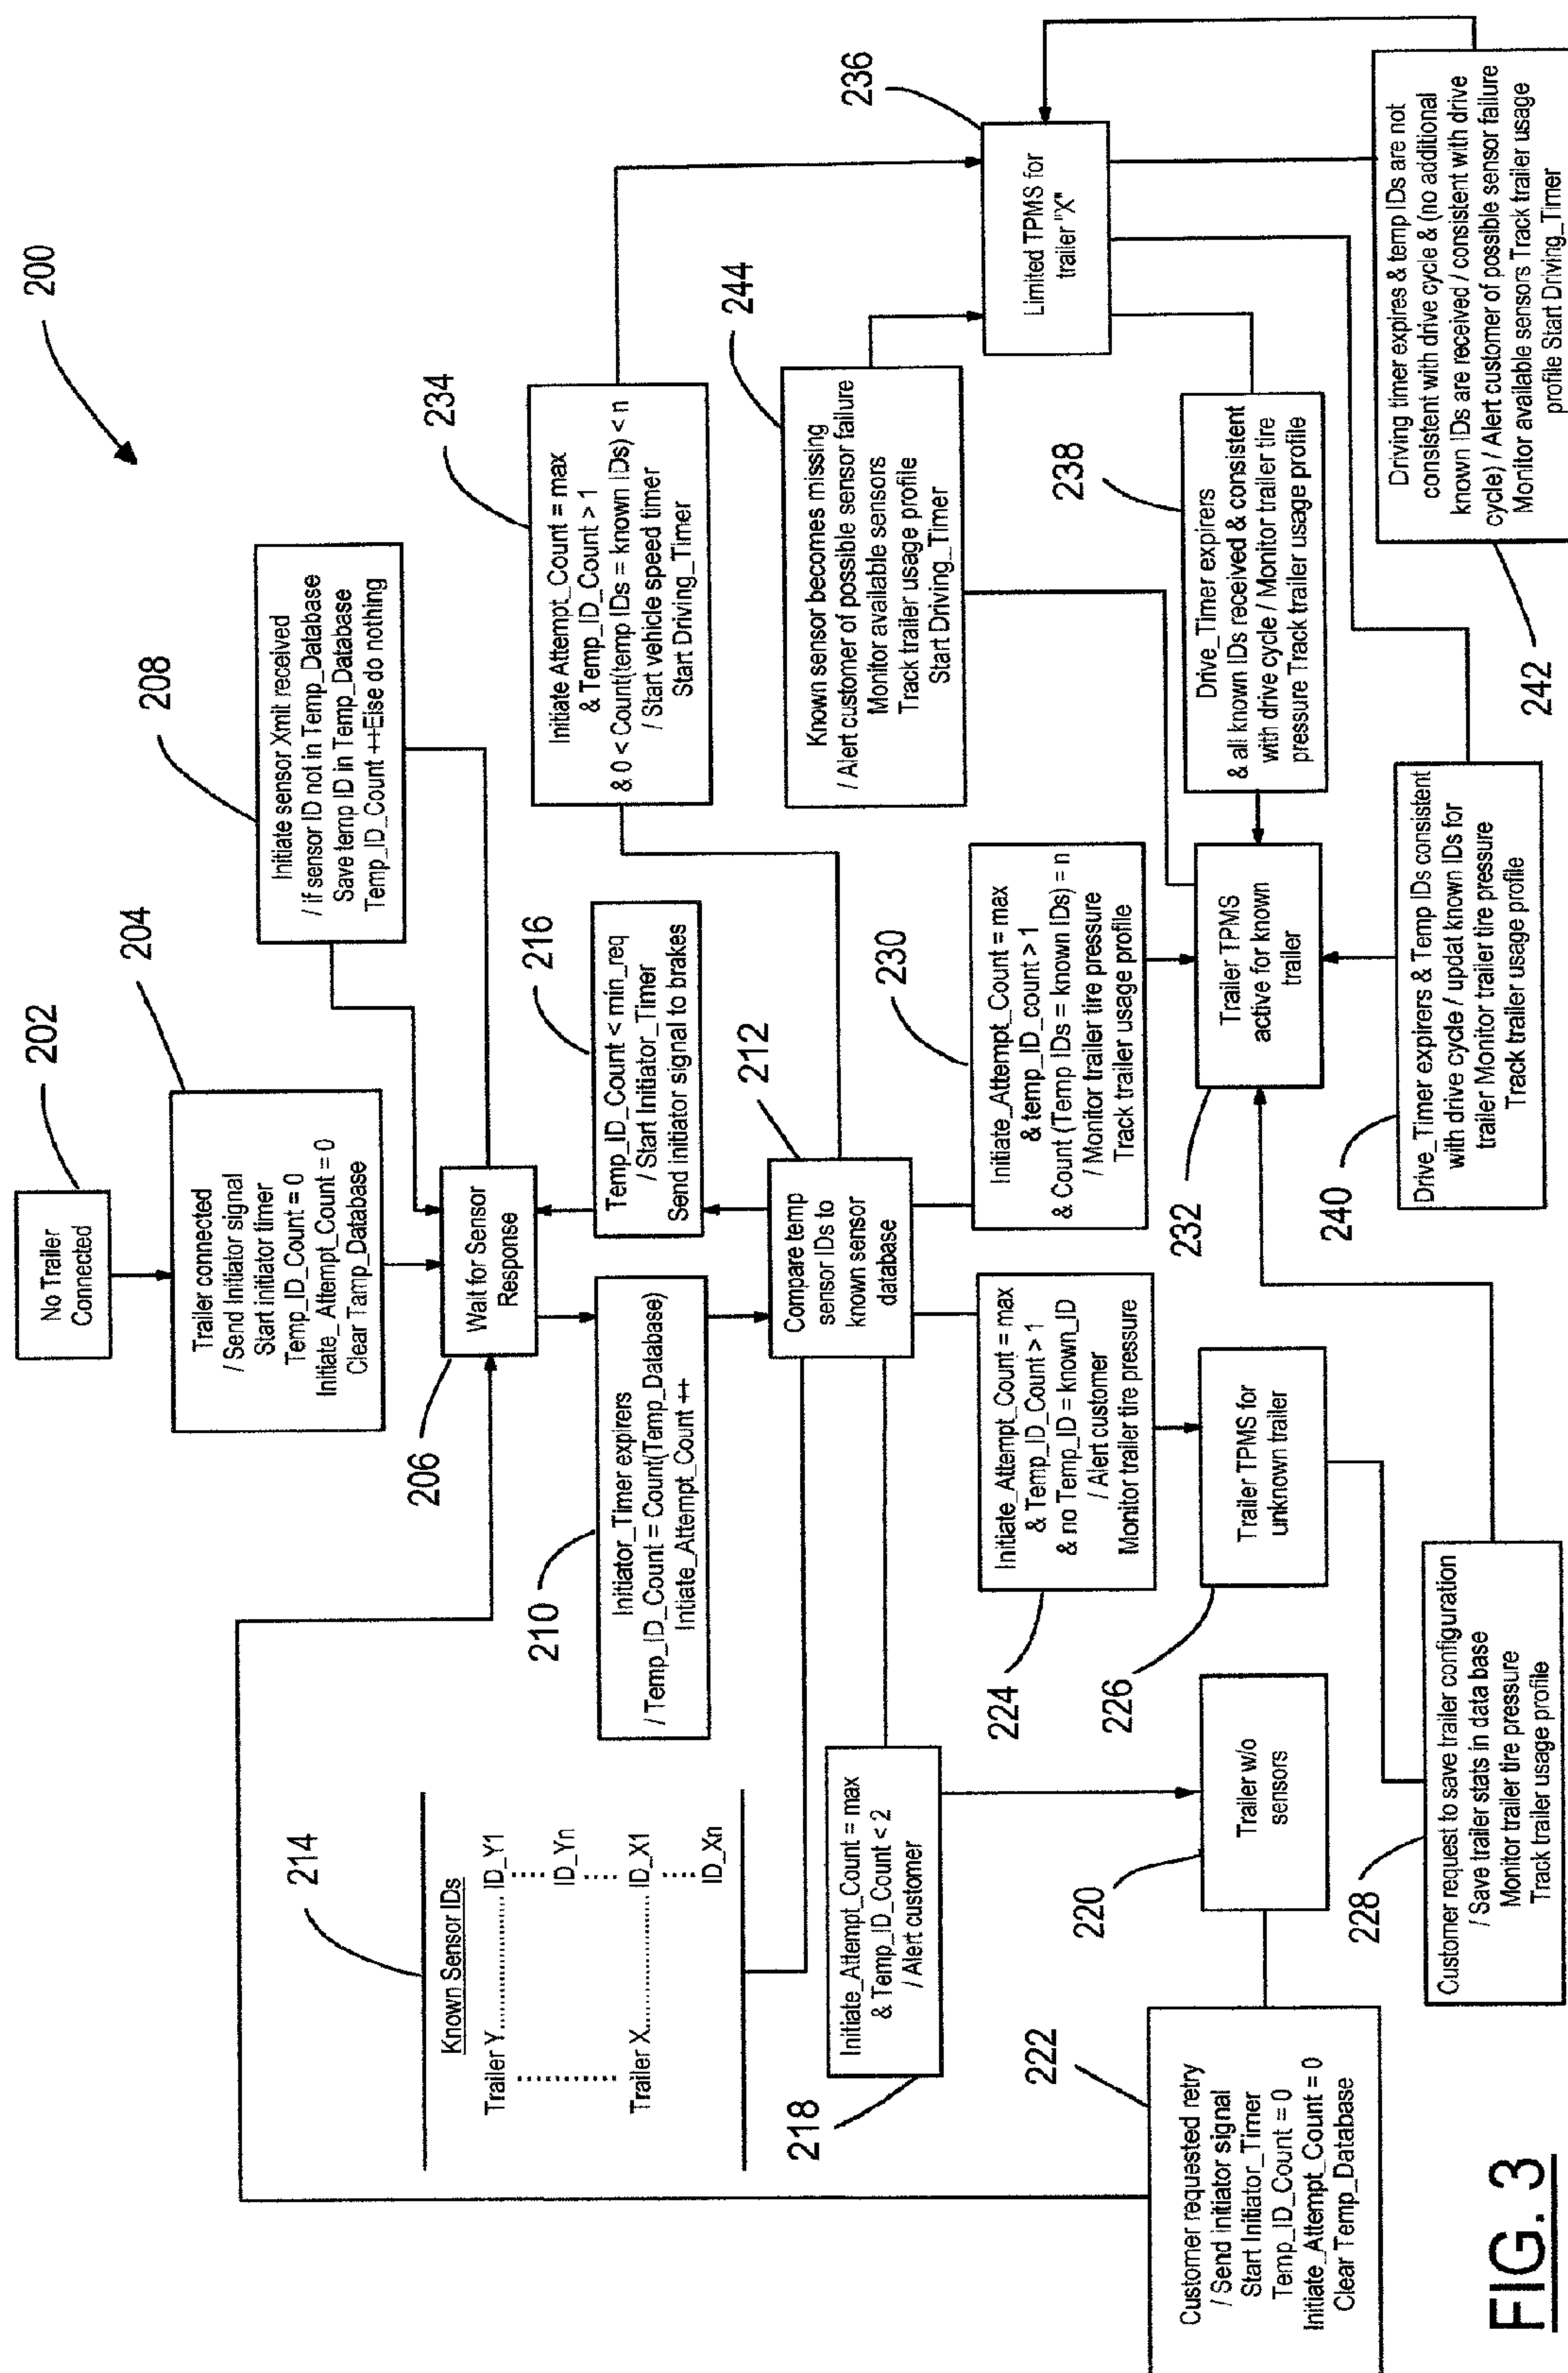 200
202
No Trailer
Connected
204
Trailer connected
/ Send Initiator signal
Start initiator timer
Temp_ID_Count = 0
Initiate_ Attempt_Count = 0
Clear Tamp_Database
208
Initiate sensor Xmit received
/ if sensor ID not in Temp_Database
Save temp ID in Temp_Database
Temp_ID_Count ++Else do nothing
206
Wait for Sensor
Response
210
Initiator_Timer expirers
/ Temp_ID_Count = Count(Temp_Database)
Intiate_Attempt_Count ++
216
Temp_ID_Count < min_req
/ Start Initiator_Timer
Send initiator signal to brakes
212
Compare temp
sensor IDs to
known sensor
database
214
Known Sensor IDs
Trailer Y..................... ID_Y1
ID_Yn
Trailer X..................... ID_X1
ID_Xn
218
Initiate_Attempt_Count = max
& Temp_ID_Count < 2
/ Alert customer
220
Trailer w/o
sensors
222
Customer requested retry
/ Send initiator signal
Start Initiator_Timer
Temp_ID_Count = 0
Initiate_Attempt_Count = 0
Clear Temp_Database
224
Initiate_Attempt_Count = max
& Temp_ID_Count > 1
& no Temp_ID = known_ID
/ Alert customer
Monitor trailer tire pressure
226
Trailer TPMS for
unknown trailer
228
Customer request to save trailer configuration
/ Save trailer stats in data base
Monitor trailer tire pressure
Track trailer usage profile
230
Initiate_Attempt_Count = max
& temp_ID_count > 1
& Count (Temp IDs = known IDs) = n
/ Monitor trailer tire pressure
Track trailer usage profile
232
Trailer TPMS
active for known
trailer
234
Initiate Attempt_Count = max
& Temp_ID_Count > 1
& 0 < Count(temp IDs = known IDs) < n
/ Start vehicle speed timer
Start Driving_Timer
244
Known sensor becomes missing
/ Alert customer of possible sensor failure
Monitor available sensors
Track trailer usage profile
Start Driving_Timer
236
Limited TPMS for
trailer "X"
238
Drive_Timer expirers
& all known IDs received & consistent
with drive cycle / Monitor trailer tire
pressure Track trailer usage profile
240
Drive_Timer expirers & Temp IDs consistent
with drive cycle / updat known IDs for
trailer Monitor trailer tire pressure
Track trailer usage profile
242
Driving timer expires & temp IDs are not
consistent with drive cycle & (no additional
known IDs are received / consistent with drive
cycle) / Alert customer of possible sensor failure
Monitor available sensors Track trailer usage
profile Start Driving_Timer
FIG. 3